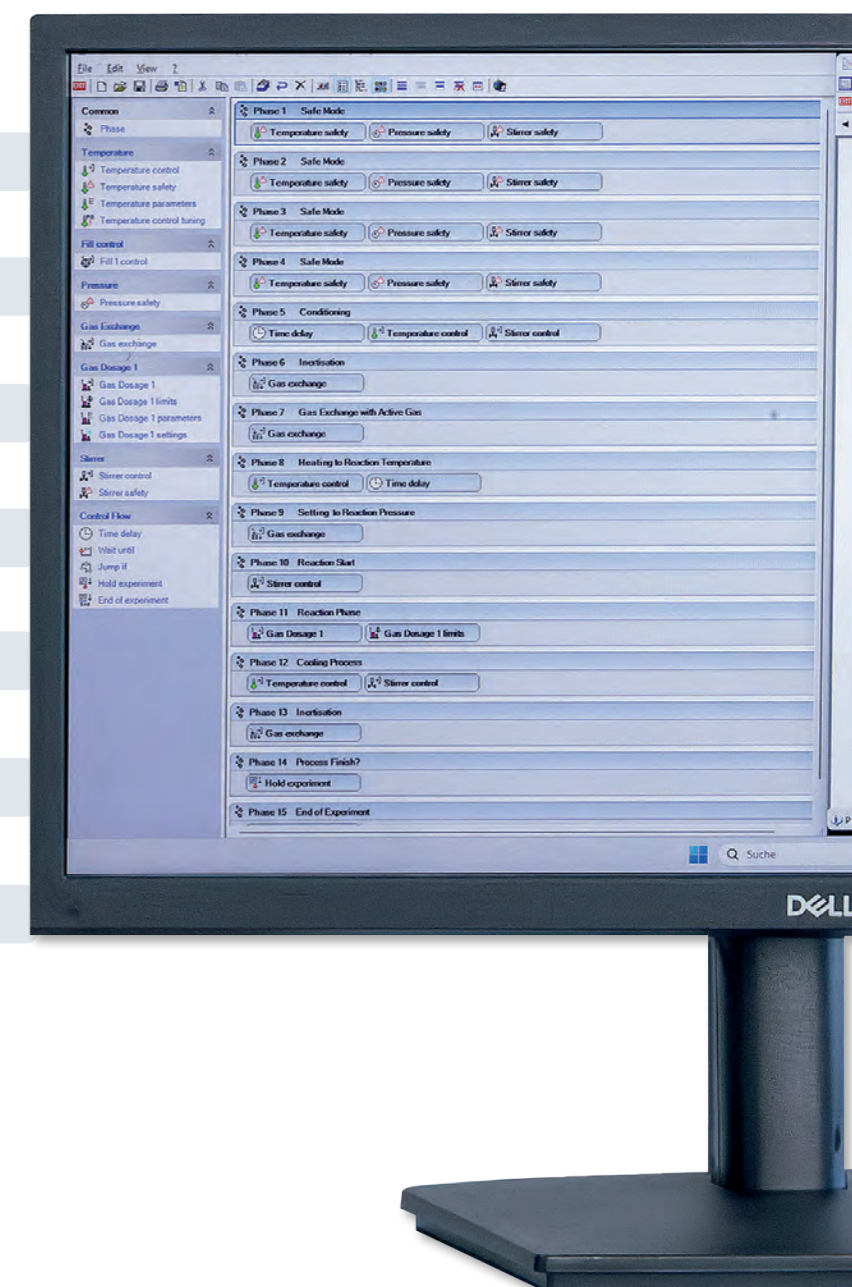 File Edit View ?
Common
Phase
Temperature
Temperature control
Temperature safety
Temperature parameters
Temperature control tuning
Fill control
Fill 1 control
Pressure
Pressure safety
Gas Exchange
Gas exchange
Gas Dosage 1
Gas Dosage 1
Gas Dosage 1 limits
Gas Dosage 1 parameters
Gas Dosage 1 settings
Stirrer
Stirrer control
Stirrer safety
Control Flow
Time delay
Wait until
Jump if
Hold experiment
End of experiment
Phase 1 Safe Mode
Temperature safety Pressure safety Stirrer safety
Phase 2 Safe Mode
Temperature safety Pressure safety Stirrer safety
Phase 3 Safe Mode
Temperature safety Pressure safety Stirrer safety
Phase 4 Safe Mode
Temperature safety Pressure safety Stirrer safety
Phase 5 Conditioning
Time delay Temperature control Stirrer control
Phase 6 Inertisation
Gas exchange
Phase 7 Gas Exchange with Active Gas
Gas exchange
Phase 8 Heating to Reaction Temperature
Temperature control Time delay
Phase 9 Setting to Reaction Pressure
Gas exchange
Phase 10 Reaction Start
Stirrer control
Phase 11 Reaction Phase
Gas Dosage 1 Gas Dosage 1 limits
Phase 12 Cooling Process
Temperature control Stirrer control
Phase 13 Inertisation
Gas exchange
Phase 14 Process Finish?
Hold experiment
Phase 15 End of Experiment
Suche
DELL